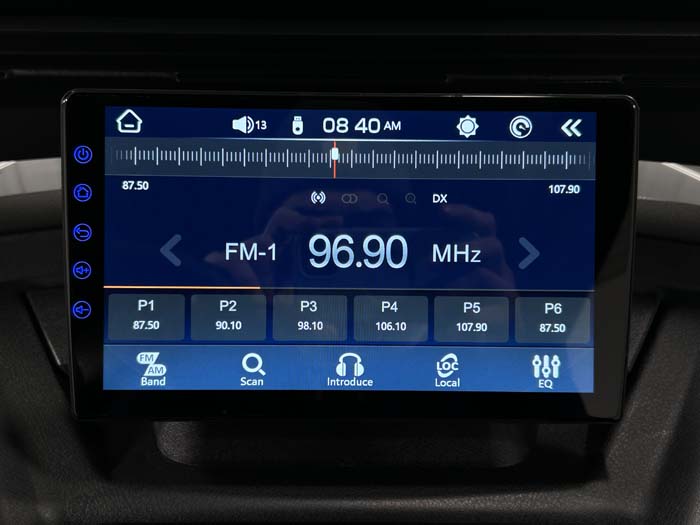 13 08 40 AM
87.50 107.90
DX
FM-1 96.90 MHz
P1 P2 P3 P4 P5 P6
87.50 90.10 98.10 106.10 107.90 87.50
FM LOC
AM
Band Scan Introduce Local EQ